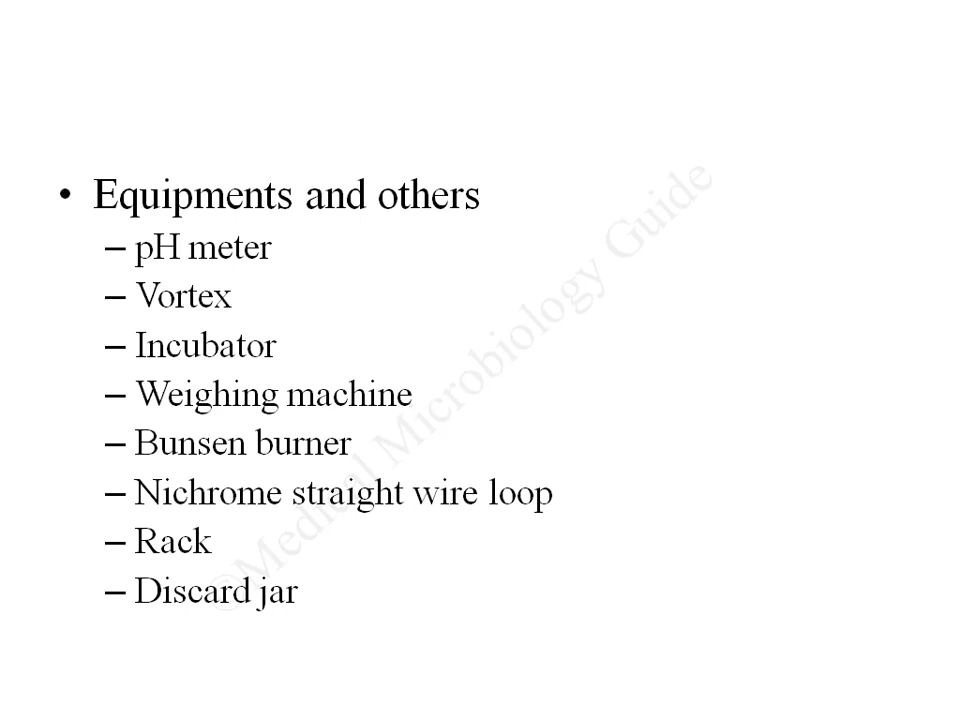 • Equipments and others
– pH meter
– Vortex
– Incubator
– Weighing machine
– Bunsen burner
– Nichrome straight wire loop
– Rack
– Discard jar
©Medical Microbiology Guide